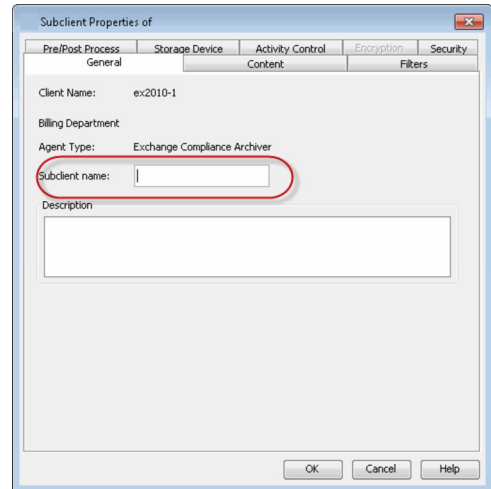 Subclient Properties of
Pre/Post Process Storage Device Activity Control Encryption Security
General Content Filters
Client Name: ex2010-1
Billing Department
Agent Type: Exchange Compliance Archiver
Subclient name:
Description
OK Cancel Help